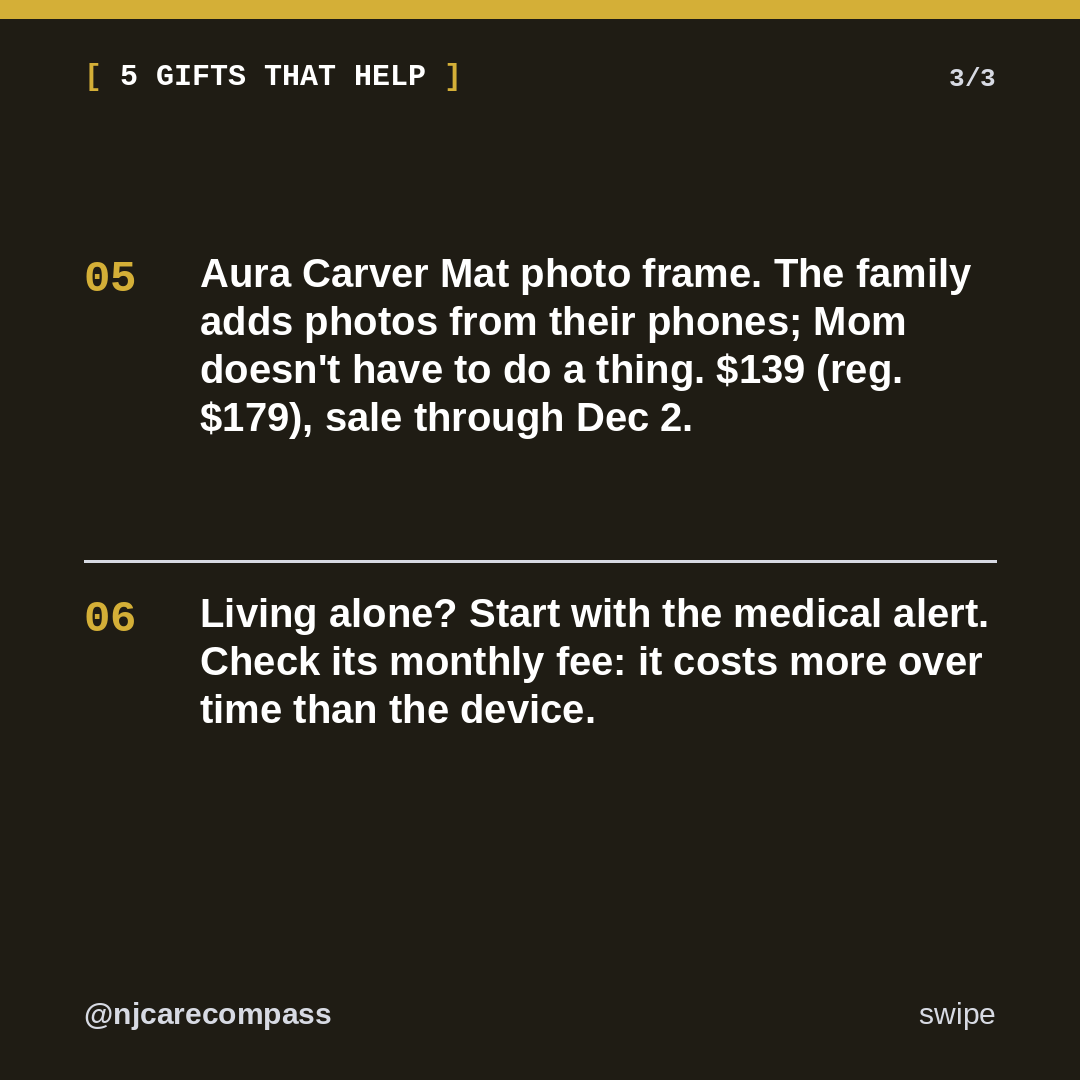 [ 5 GIFTS THAT HELP ]
3/3
05
Aura Carver Mat photo frame. The family
adds photos from their phones; Mom
doesn't have to do a thing. $139 (reg.
$179), sale through Dec 2.
06
Living alone? Start with the medical alert.
Check its monthly fee: it costs more over
time than the device.
@njcarecompass
swipe